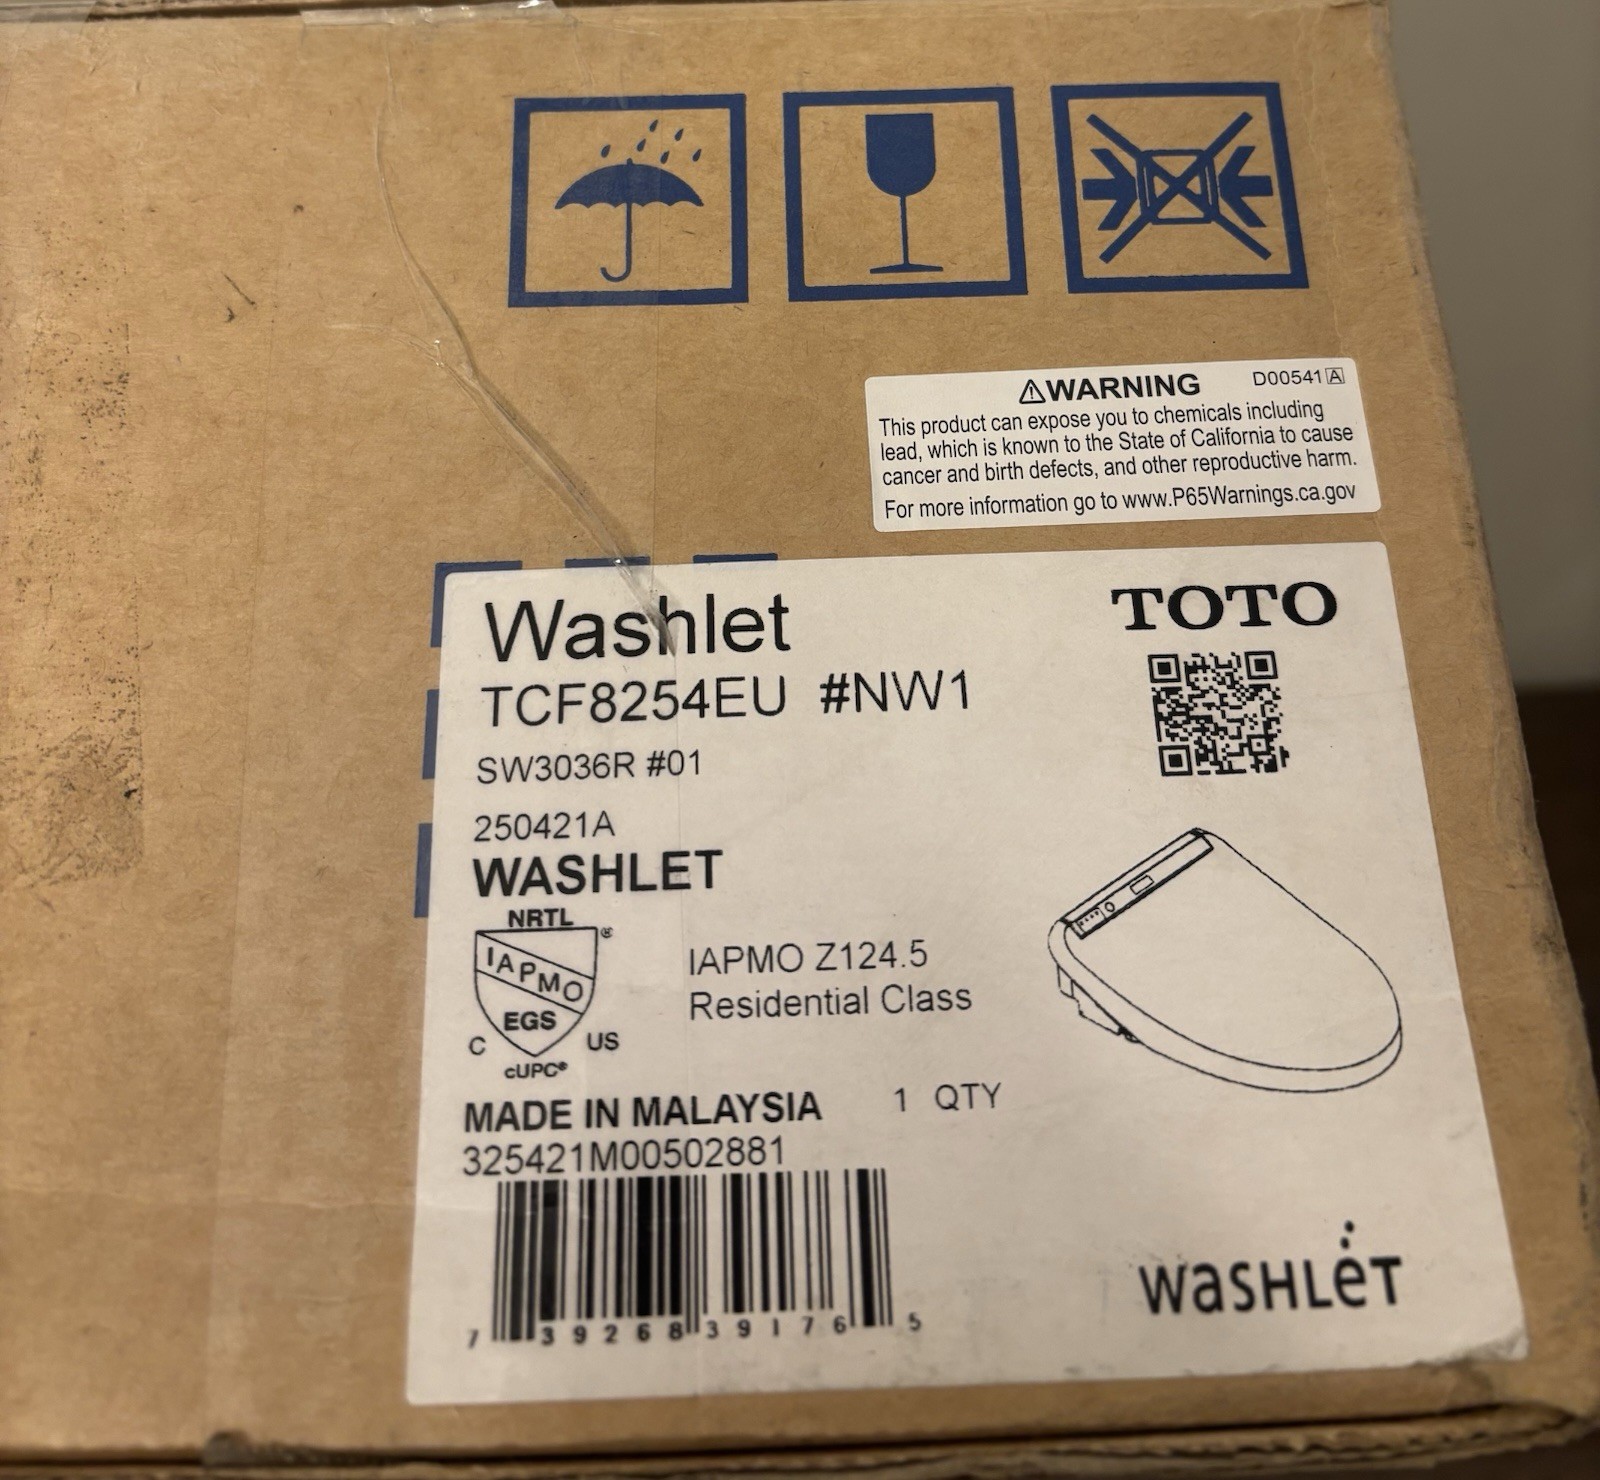 ⚠WARNING D00541A
This product can expose you to chemicals including
lead, which is known to the State of California to cause
cancer and birth defects, and other reproductive harm.
For more information go to www.P65Warnings.ca.gov
Washlet
TOTO
TCF8254EU #NW1
SW3036R #01
250421A
WASHLET
NRTL
IAPMO ®
EGS
C US
cUPC®
IAPMO Z124.5
Residential Class
MADE IN MALAYSIA 1 QTY
325421M00502881
7 39268 39176 5
WaSHLeT